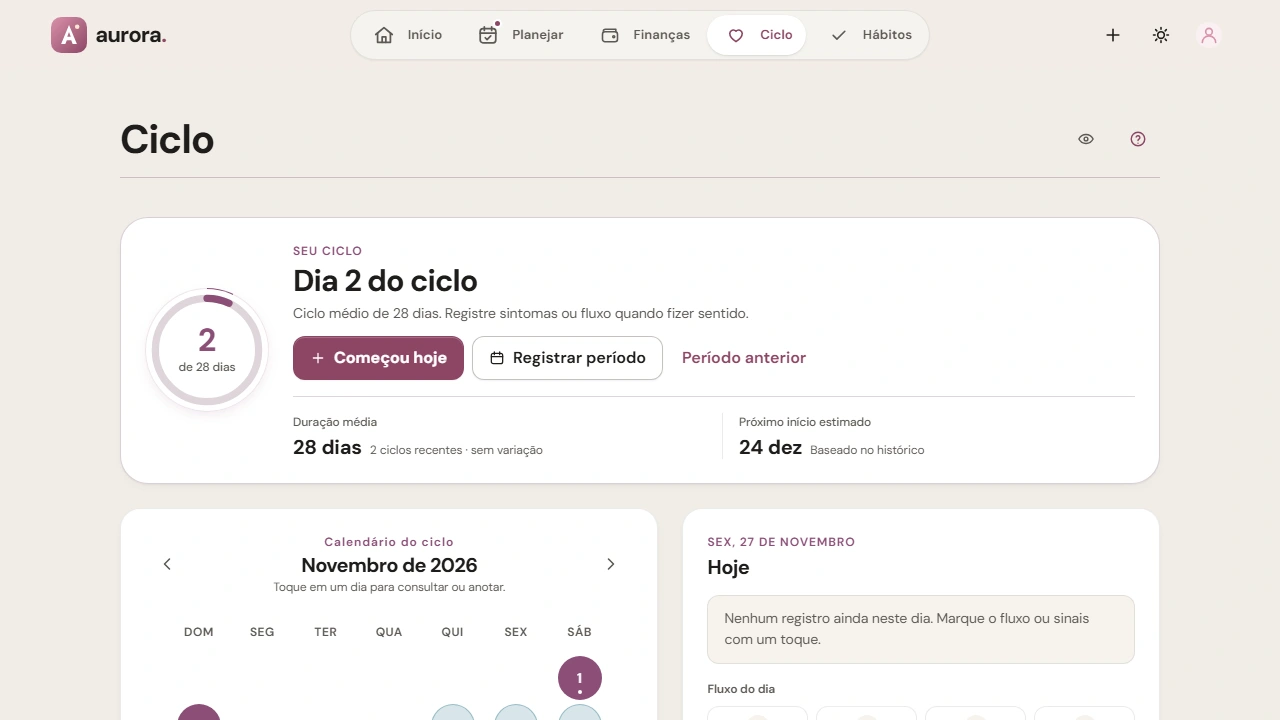 aurora.
Início
Planejar
Finanças
Ciclo
Hábitos
Ciclo
SEU CICLO
Dia 2 do ciclo
Ciclo médio de 28 dias. Registre sintomas ou fluxo quando fizer sentido.
2
de 28 dias
Começou hoje
Registrar período
Período anterior
Duração média
28 dias 2 ciclos recentes · sem variação
Próximo início estimado
24 dez Baseado no histórico
Calendário do ciclo
Novembro de 2026
Toque em um dia para consultar ou anotar.
DOM SEG TER QUA QUI SEX SÁB
1
SEX, 27 DE NOVEMBRO
Hoje
Nenhum registro ainda neste dia. Marque o fluxo ou sinais
com um toque.
Fluxo do dia